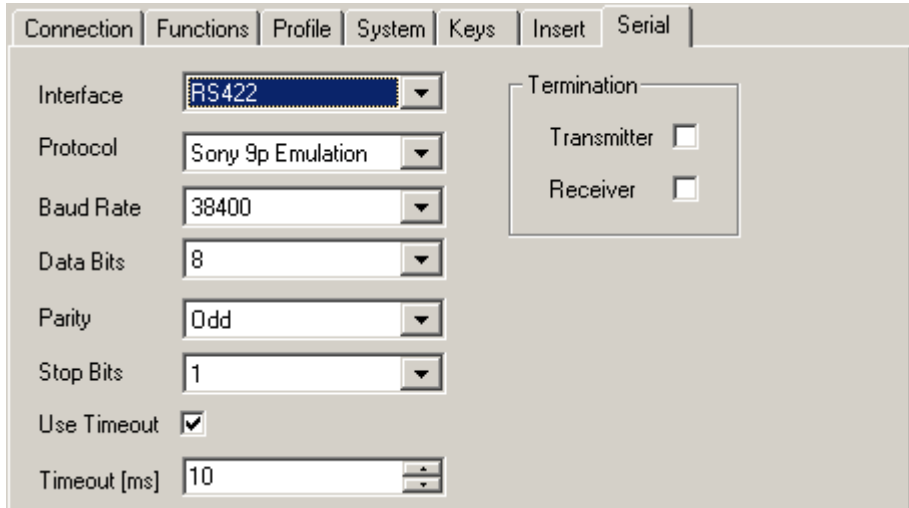 Connection Functions Profile System Keys Insert Serial
Interface RS422
Protocol Sony 9p Emulation
Baud Rate 38400
Data Bits 8
Parity Odd
Stop Bits 1
Use Timeout
Timeout [ms] 10
Termination
Transmitter
Receiver